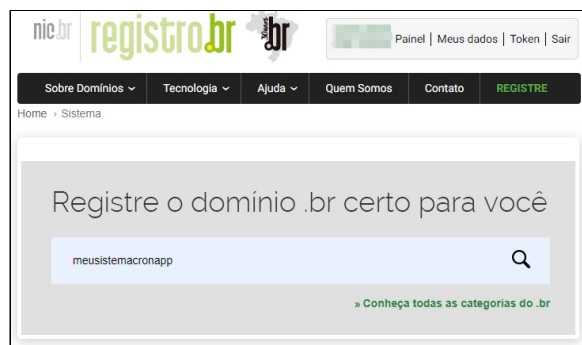 nic.br registro.br .br
Painel | Meus dados | Token | Sair
Sobre Domínios Tecnologia Ajuda Quem Somos Contato REGISTRE
Home › Sistema
Registre o domínio .br certo para você
meusistemacronapp
» Conheça todas as categorias do .br